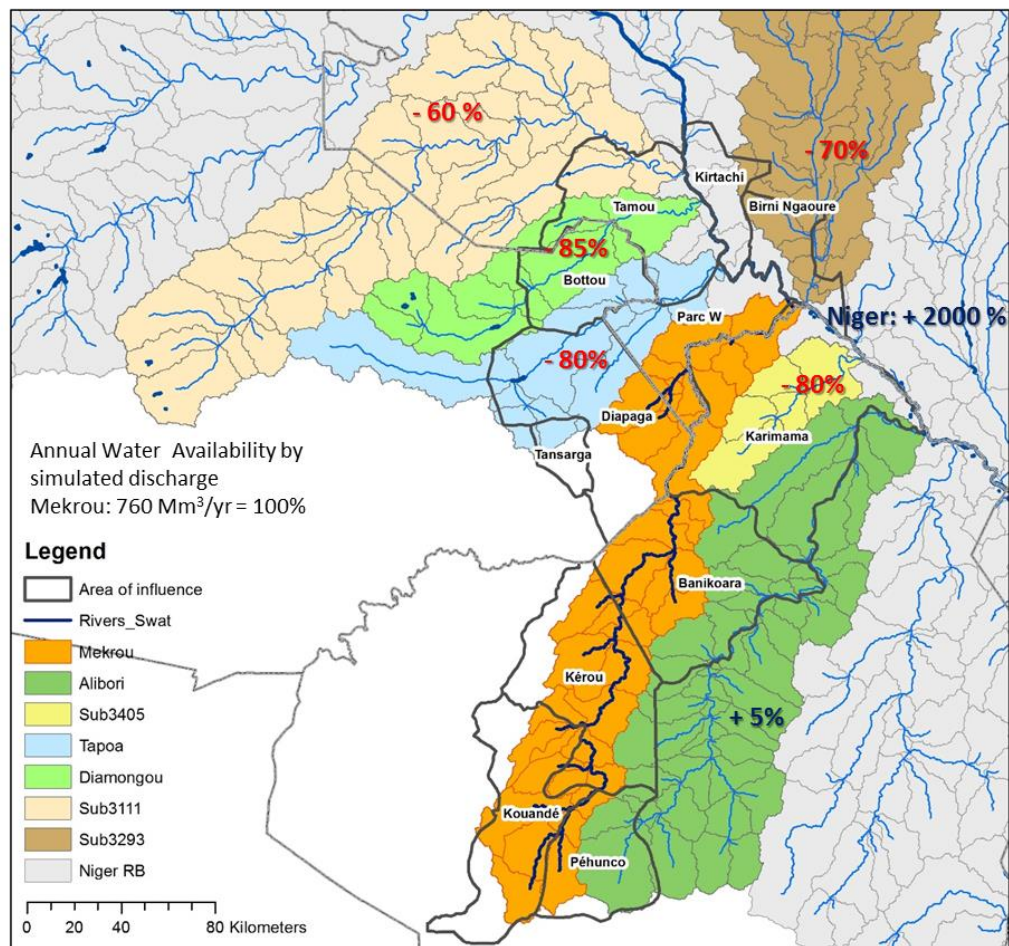 - 60 %
- 70%
Kirtachi
Tamou
Birni Ngaoure
- 85%
Bottou
Parc W
Niger: + 2000 %
- 80%
- 80%
Diapaga
Karimama
Tansarga
Annual Water Availability by
simulated discharge
Mekrou: 760 Mm³/yr = 100%
Legend
Area of influence
Rivers_Swat
Mekrou
Alibori
Sub3405
Tapoa
Diamongou
Sub3111
Sub3293
Niger RB
0 20 40 80 Kilometers
Banikoara
Kérou
+ 5%
Kouandé
Péhunco